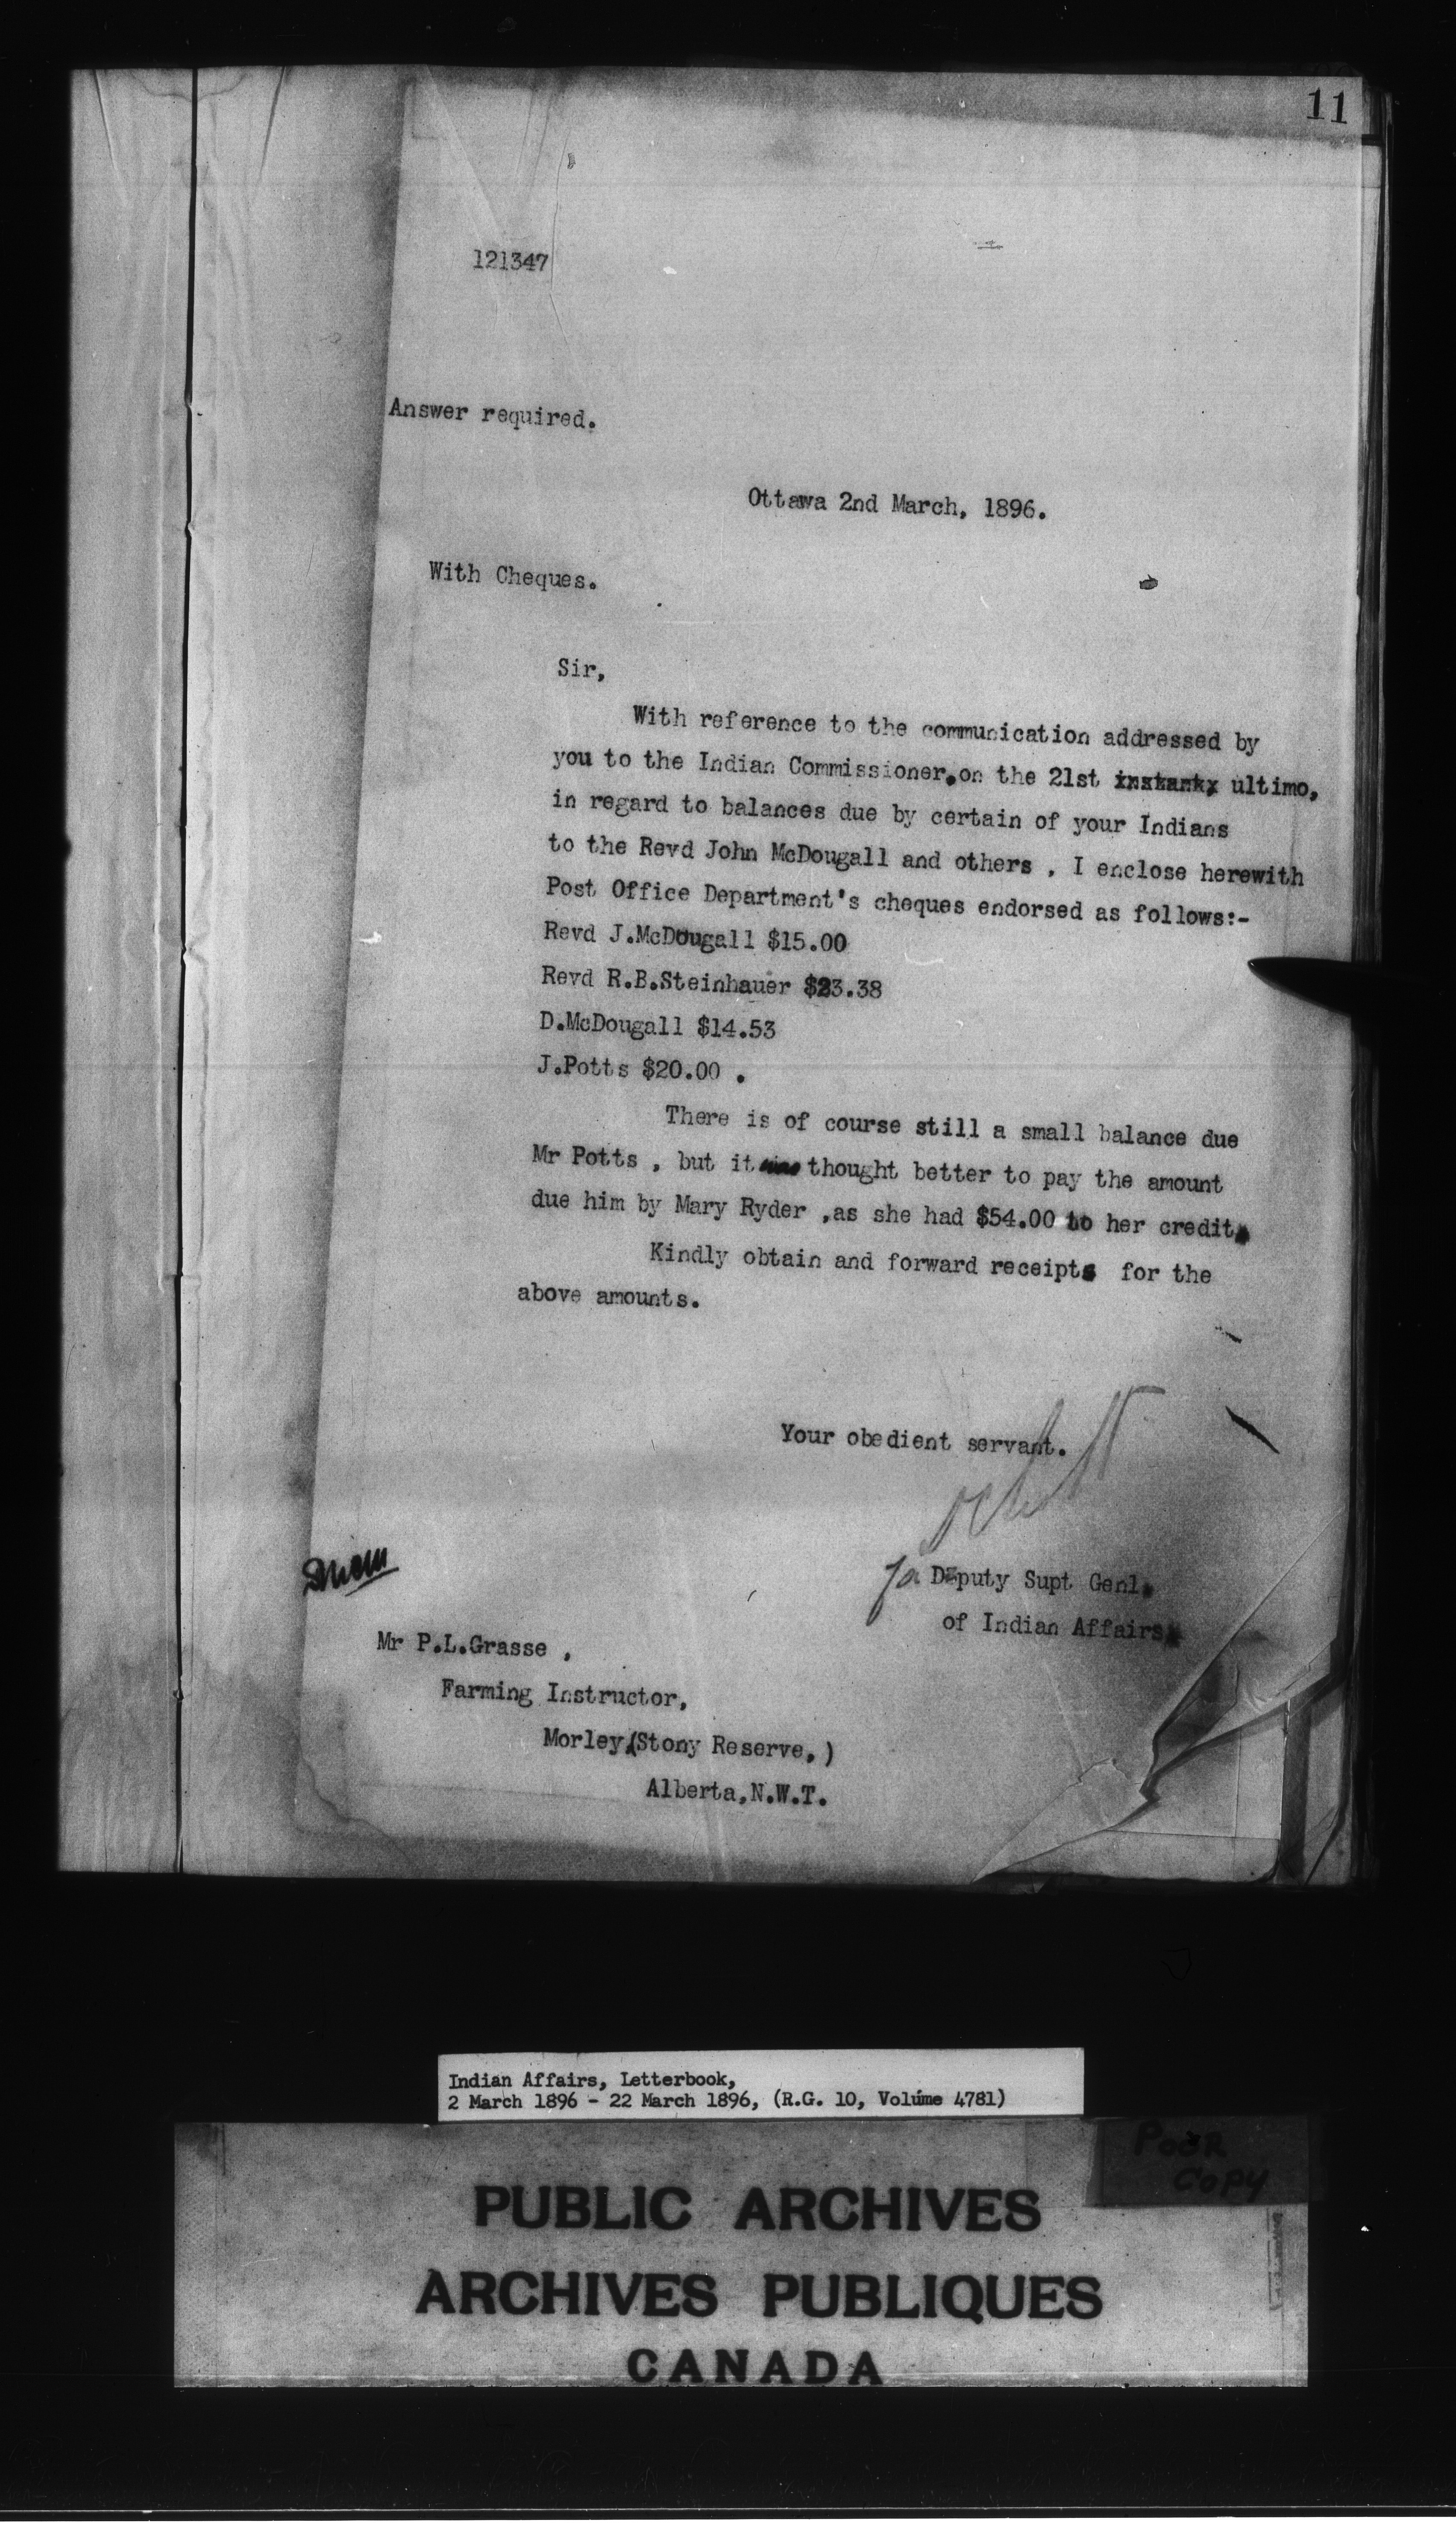 11
121347
Answer required.
Ottawa 2nd March, 1896.
With Cheques.
Sir,
With reference to the communication addressed by
you to the Indian Commissioner,on the 21st instant, ultimo,
in regard to balances due by certain of your Indians
to the Revd John McDougall and others , I enclose herewith
Post Office Department's cheques endorsed as follows:-
Revd J.McDougall $15.00
Revd R.B.Steinhauer $23.38
D.McDougall $14.53
J.Potts $20.00 .
There is of course still a small balance due
Mr Potts , but it was thought better to pay the amount
due him by Mary Ryder ,as she had $54.00 to her credit.
Kindly obtain and forward receipts for the
above amounts.
Your obedient servant.
for Deputy Supt Genl.
of Indian Affairs.
Mr P.L.Grasse ,
Farming Instructor,
Morley,(Stony Reserve,)
Alberta,N.W.T.
Indian Affairs, Letterbook,
2 March 1896 - 22 March 1896, (R.G. 10, Volume 4781)
POOR
COPY
PUBLIC ARCHIVES
ARCHIVES PUBLIQUES
CANADA